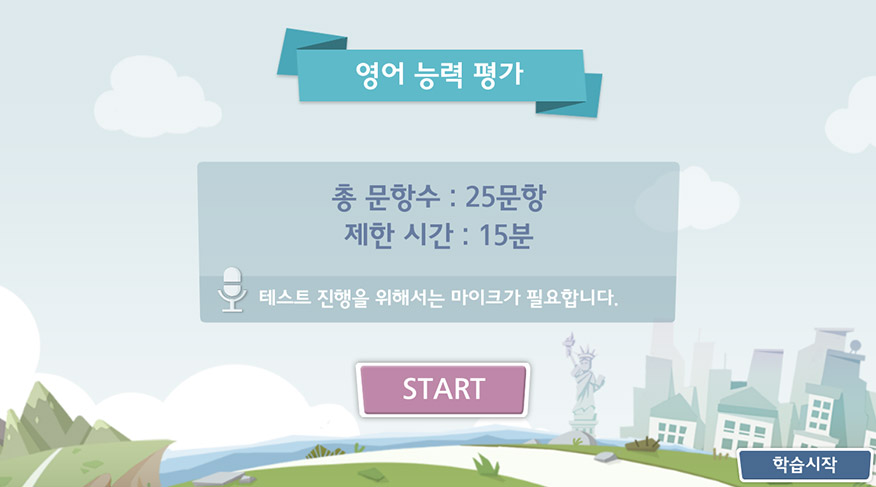 영어 능력 평가
총 문항수 : 25문항
제한 시간 : 15분
테스트 진행을 위해서는 마이크가 필요합니다.
START
학습시작